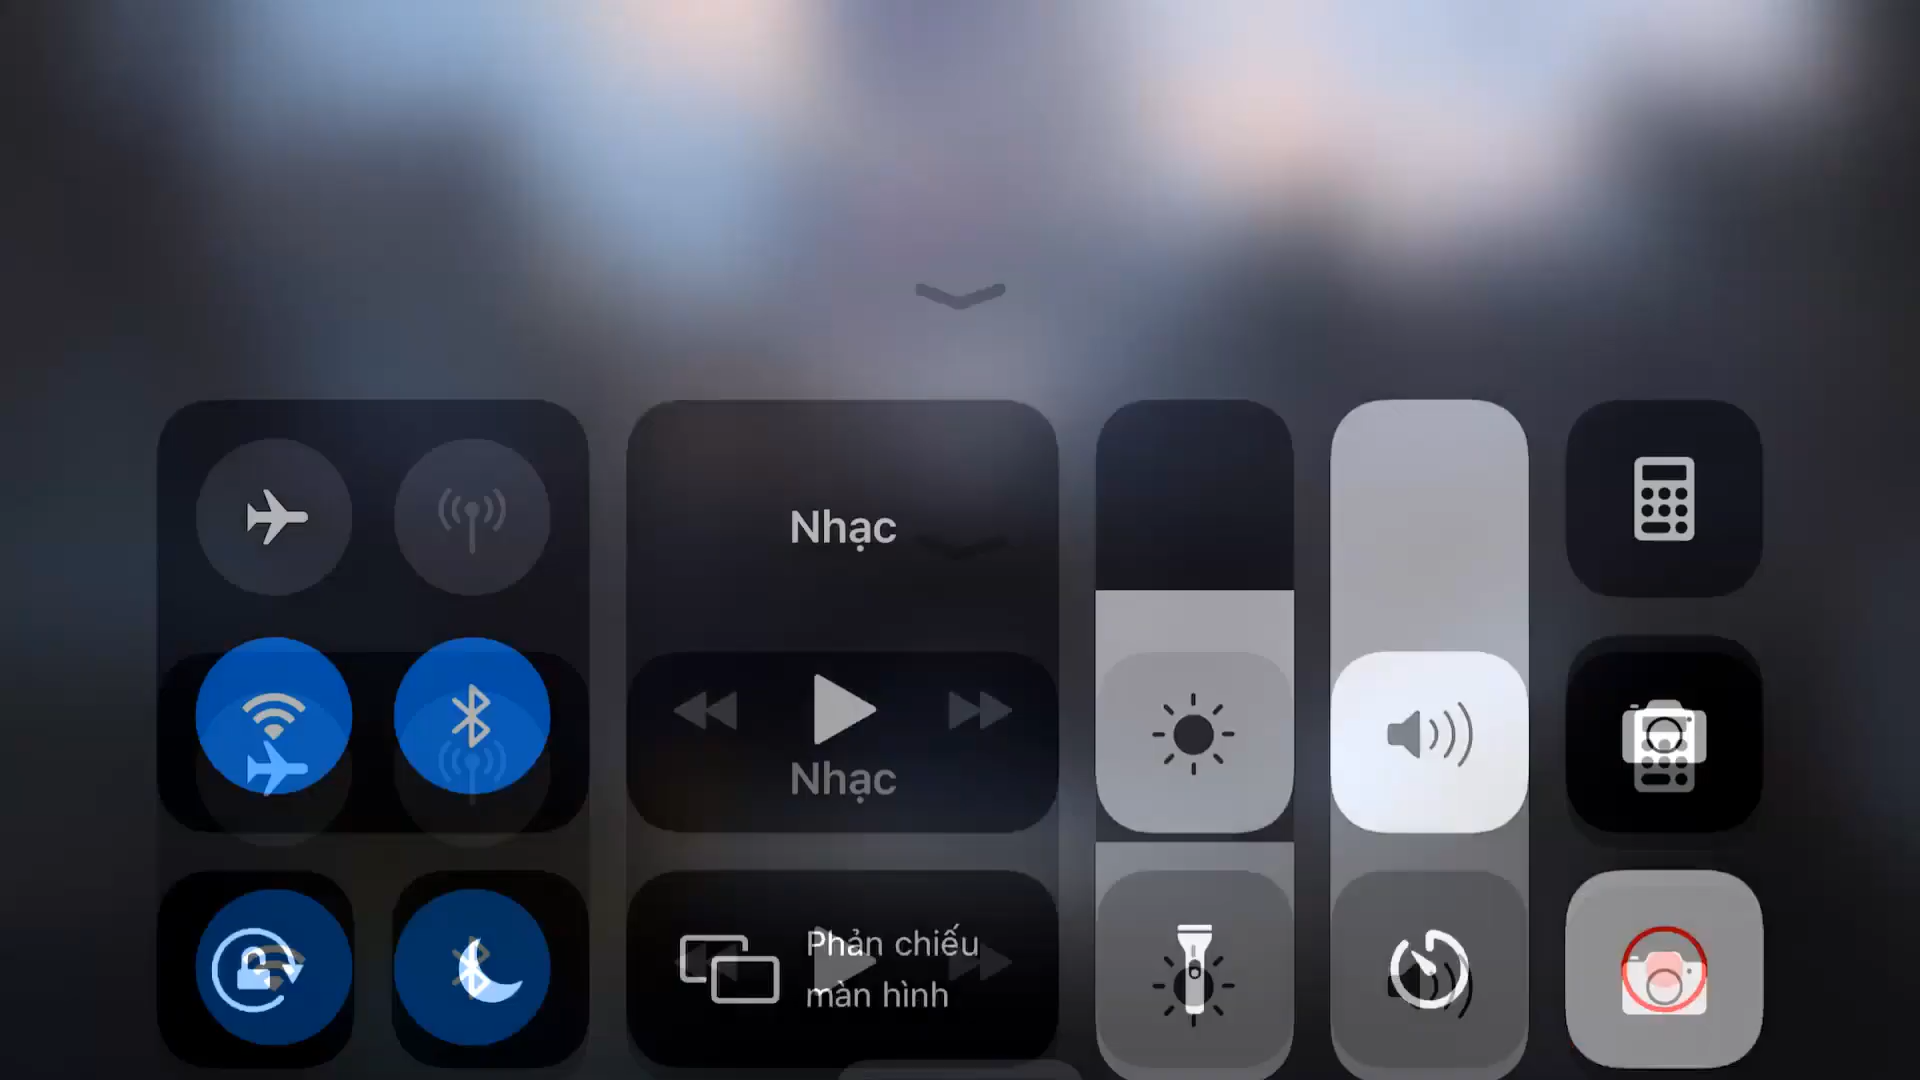 Nhạc
Nhạc
Phản chiếu
màn hình